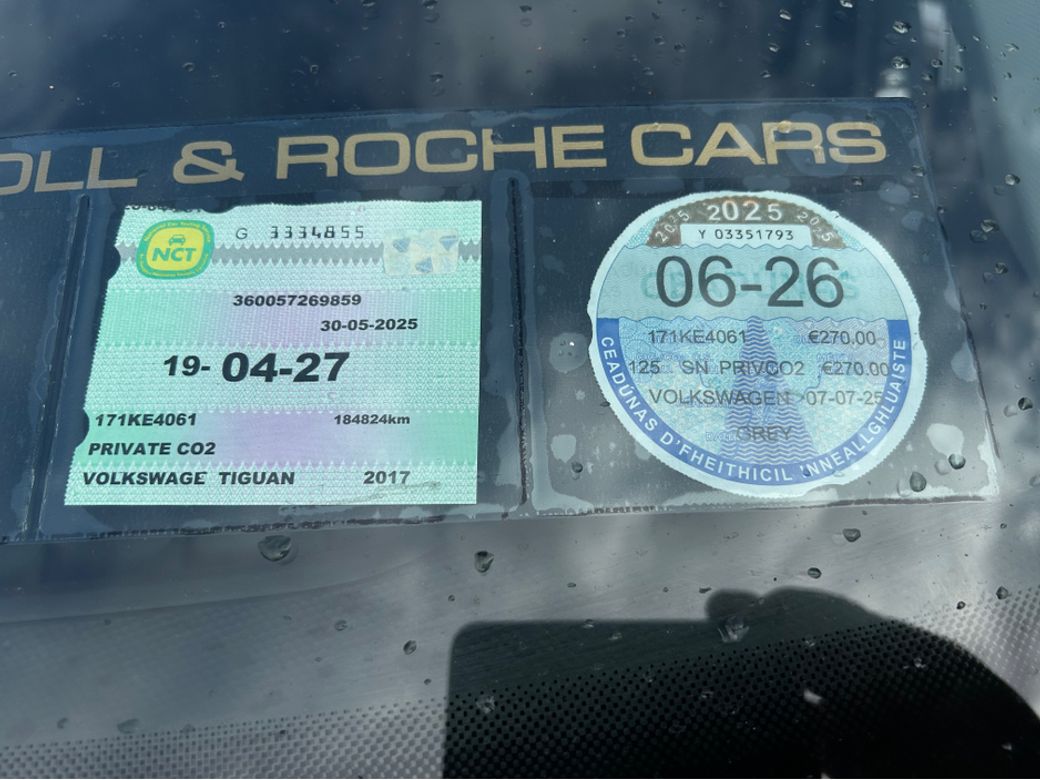 OLL & ROCHE CARS
NCT
G 3334855
360057269859
30-05-2025
19-04-27
171KE4061 184824km
PRIVATE CO2
VOLKSWAGE TIGUAN 2017
2025 2025 2025
Y 03351793
06-26
171KE4061 €270.00
125 SN PRIVCO2 €270.00
VOLKSWAGEN 07-07-25
GREY
CEADÚNAS D'FHEITHICIL INNEALLGHLUAISTE